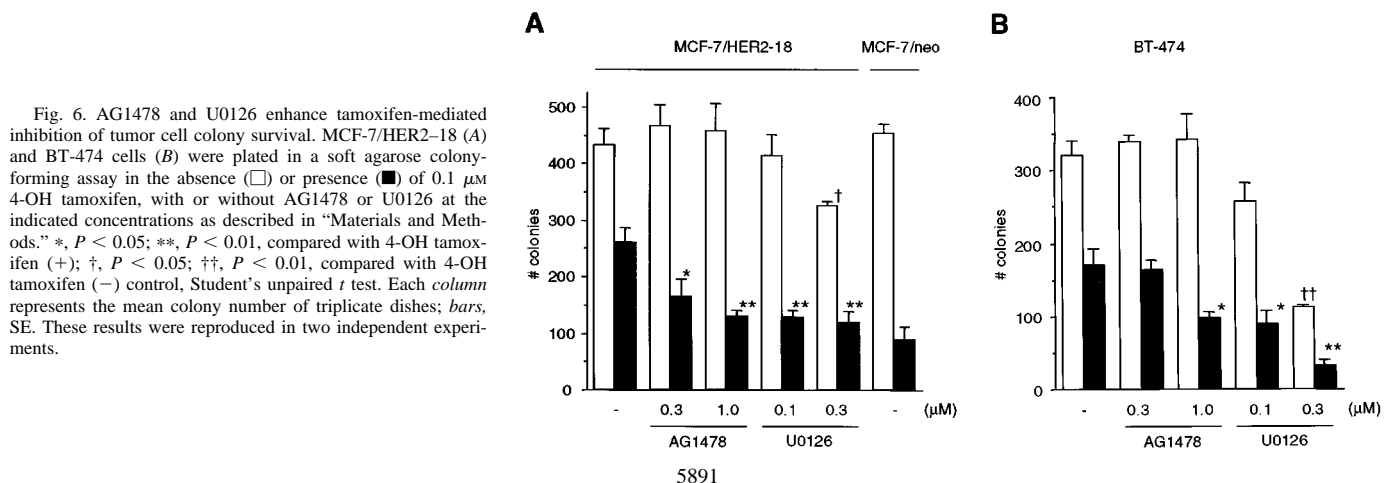 Fig. 6. AG1478 and U0126 enhance tamoxifen-mediated
inhibition of tumor cell colony survival. MCF-7/HER2–18 (A)
and BT-474 cells (B) were plated in a soft agarose colony-
forming assay in the absence (□) or presence (■) of 0.1 μM
4-OH tamoxifen, with or without AG1478 or U0126 at the
indicated concentrations as described in “Materials and Meth-
ods.” *, P < 0.05; **, P < 0.01, compared with 4-OH tamox-
ifen (+); †, P < 0.05; ††, P < 0.01, compared with 4-OH
tamoxifen (−) control, Student’s unpaired t test. Each column
represents the mean colony number of triplicate dishes; bars,
SE. These results were reproduced in two independent experi-
ments.
A
MCF-7/HER2-18 MCF-7/neo
# colonies
500
400
300
200
100
0
†
* ** ** **
- 0.3 1.0 0.1 0.3 - (μM)
AG1478 U0126
B
BT-474
# colonies
400
300
200
100
0
††
* * **
- 0.3 1.0 0.1 0.3 (μM)
AG1478 U0126
5891